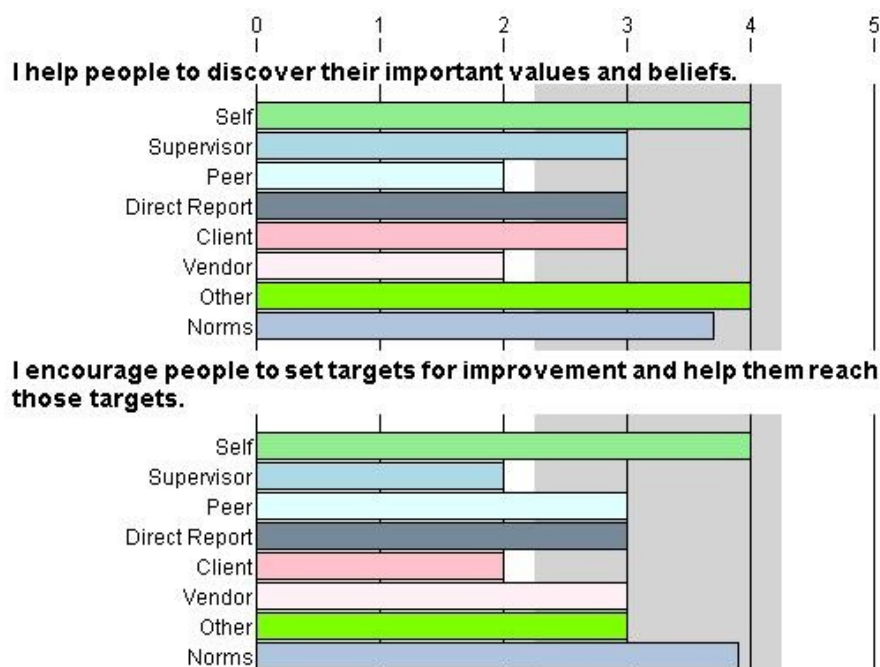 0 1 2 3 4 5
I help people to discover their important values and beliefs.
Self
Supervisor
Peer
Direct Report
Client
Vendor
Other
Norms
I encourage people to set targets for improvement and help them reach
those targets.
Self
Supervisor
Peer
Direct Report
Client
Vendor
Other
Norms